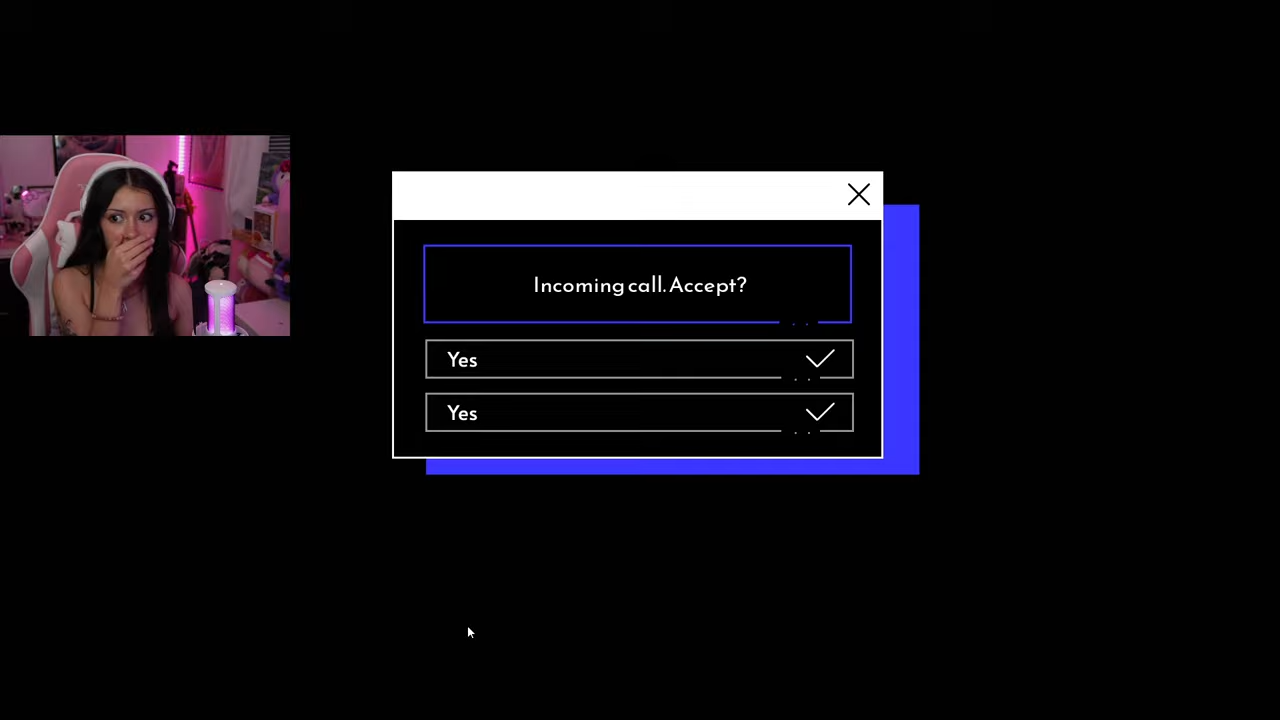 Incoming call. Accept?
Yes
Yes